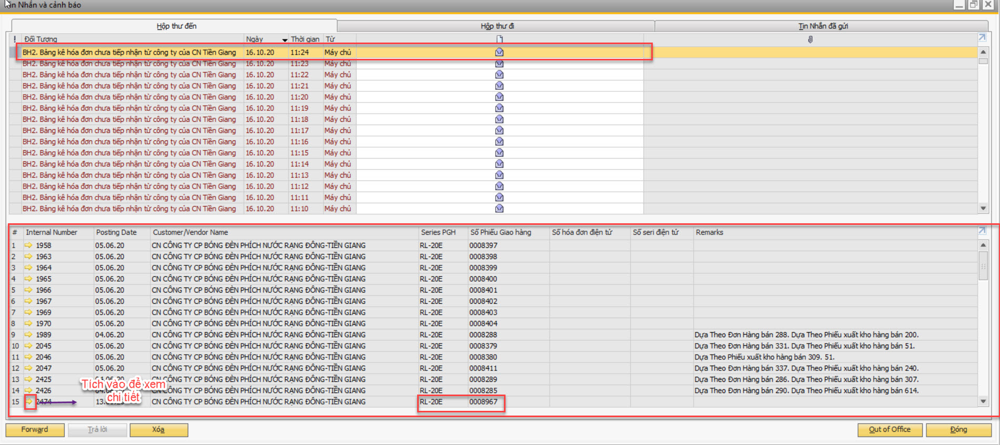 Nhắn và cảnh báo
Hộp thư đến Hộp thư đi Tin Nhắn đã gửi
! Đối Tượng Ngày Thời gian Từ
BH2. Bảng kê hóa đơn chưa tiếp nhận từ công ty của CN Tiền Giang 16.10.20 11:24 Máy chủ
BH2. Bảng kê hóa đơn chưa tiếp nhận từ công ty của CN Tiền Giang 16.10.20 11:23 Máy chủ
BH2. Bảng kê hóa đơn chưa tiếp nhận từ công ty của CN Tiền Giang 16.10.20 11:22 Máy chủ
BH2. Bảng kê hóa đơn chưa tiếp nhận từ công ty của CN Tiền Giang 16.10.20 11:21 Máy chủ
BH2. Bảng kê hóa đơn chưa tiếp nhận từ công ty của CN Tiền Giang 16.10.20 11:20 Máy chủ
BH2. Bảng kê hóa đơn chưa tiếp nhận từ công ty của CN Tiền Giang 16.10.20 11:19 Máy chủ
BH2. Bảng kê hóa đơn chưa tiếp nhận từ công ty của CN Tiền Giang 16.10.20 11:18 Máy chủ
BH2. Bảng kê hóa đơn chưa tiếp nhận từ công ty của CN Tiền Giang 16.10.20 11:17 Máy chủ
BH2. Bảng kê hóa đơn chưa tiếp nhận từ công ty của CN Tiền Giang 16.10.20 11:16 Máy chủ
BH2. Bảng kê hóa đơn chưa tiếp nhận từ công ty của CN Tiền Giang 16.10.20 11:15 Máy chủ
BH2. Bảng kê hóa đơn chưa tiếp nhận từ công ty của CN Tiền Giang 16.10.20 11:14 Máy chủ
BH2. Bảng kê hóa đơn chưa tiếp nhận từ công ty của CN Tiền Giang 16.10.20 11:13 Máy chủ
BH2. Bảng kê hóa đơn chưa tiếp nhận từ công ty của CN Tiền Giang 16.10.20 11:12 Máy chủ
BH2. Bảng kê hóa đơn chưa tiếp nhận từ công ty của CN Tiền Giang 16.10.20 11:11 Máy chủ
BH2. Bảng kê hóa đơn chưa tiếp nhận từ công ty của CN Tiền Giang 16.10.20 11:10 Máy chủ
# Internal Number Posting Date Customer/Vendor Name Series PGH Số Phiếu Giao hàng Số hóa đơn điện tử Số seri điện tử Remarks
1 1958 05.06.20 CN CÔNG TY CP BÓNG ĐÈN PHÍCH NƯỚC RẠNG ĐÔNG-TIỀN GIANG RL-20E 0008397
2 1963 05.06.20 CN CÔNG TY CP BÓNG ĐÈN PHÍCH NƯỚC RẠNG ĐÔNG-TIỀN GIANG RL-20E 0008398
3 1964 05.06.20 CN CÔNG TY CP BÓNG ĐÈN PHÍCH NƯỚC RẠNG ĐÔNG-TIỀN GIANG RL-20E 0008399
4 1965 05.06.20 CN CÔNG TY CP BÓNG ĐÈN PHÍCH NƯỚC RẠNG ĐÔNG-TIỀN GIANG RL-20E 0008400
5 1966 05.06.20 CN CÔNG TY CP BÓNG ĐÈN PHÍCH NƯỚC RẠNG ĐÔNG-TIỀN GIANG RL-20E 0008401
6 1967 05.06.20 CN CÔNG TY CP BÓNG ĐÈN PHÍCH NƯỚC RẠNG ĐÔNG-TIỀN GIANG RL-20E 0008402
7 1969 05.06.20 CN CÔNG TY CP BÓNG ĐÈN PHÍCH NƯỚC RẠNG ĐÔNG-TIỀN GIANG RL-20E 0008403
8 1970 05.06.20 CN CÔNG TY CP BÓNG ĐÈN PHÍCH NƯỚC RẠNG ĐÔNG-TIỀN GIANG RL-20E 0008404
9 1989 04.06.20 CN CÔNG TY CP BÓNG ĐÈN PHÍCH NƯỚC RẠNG ĐÔNG-TIỀN GIANG RL-20E 0008288 Dựa Theo Đơn Hàng bán 288. Dựa Theo Phiếu xuất kho hàng bán 200.
10 2045 05.06.20 CN CÔNG TY CP BÓNG ĐÈN PHÍCH NƯỚC RẠNG ĐÔNG-TIỀN GIANG RL-20E 0008379 Dựa Theo Đơn Hàng bán 331. Dựa Theo Phiếu xuất kho hàng bán 51.
11 2046 05.06.20 CN CÔNG TY CP BÓNG ĐÈN PHÍCH NƯỚC RẠNG ĐÔNG-TIỀN GIANG RL-20E 0008380 Dựa Theo Phiếu xuất kho hàng bán 309. 51.
12 2047 05.06.20 CN CÔNG TY CP BÓNG ĐÈN PHÍCH NƯỚC RẠNG ĐÔNG-TIỀN GIANG RL-20E 0008411 Dựa Theo Đơn Hàng bán 337. Dựa Theo Phiếu xuất kho hàng bán 240.
13 2425 CN CÔNG TY CP BÓNG ĐÈN PHÍCH NƯỚC RẠNG ĐÔNG-TIỀN GIANG RL-20E 0008289 Dựa Theo Đơn Hàng bán 286. Dựa Theo Phiếu xuất kho hàng bán 307.
14 2426 CN CÔNG TY CP BÓNG ĐÈN PHÍCH NƯỚC RẠNG ĐÔNG-TIỀN GIANG RL-20E 0008285 Dựa Theo Đơn Hàng bán 290. Dựa Theo Phiếu xuất kho hàng bán 614.
15 2474 CN CÔNG TY CP BÓNG ĐÈN PHÍCH NƯỚC RẠNG ĐÔNG-TIỀN GIANG RL-20E 0008967
Tích vào để xem
chi tiết
Forward Trả lời Xóa Out of Office Đóng